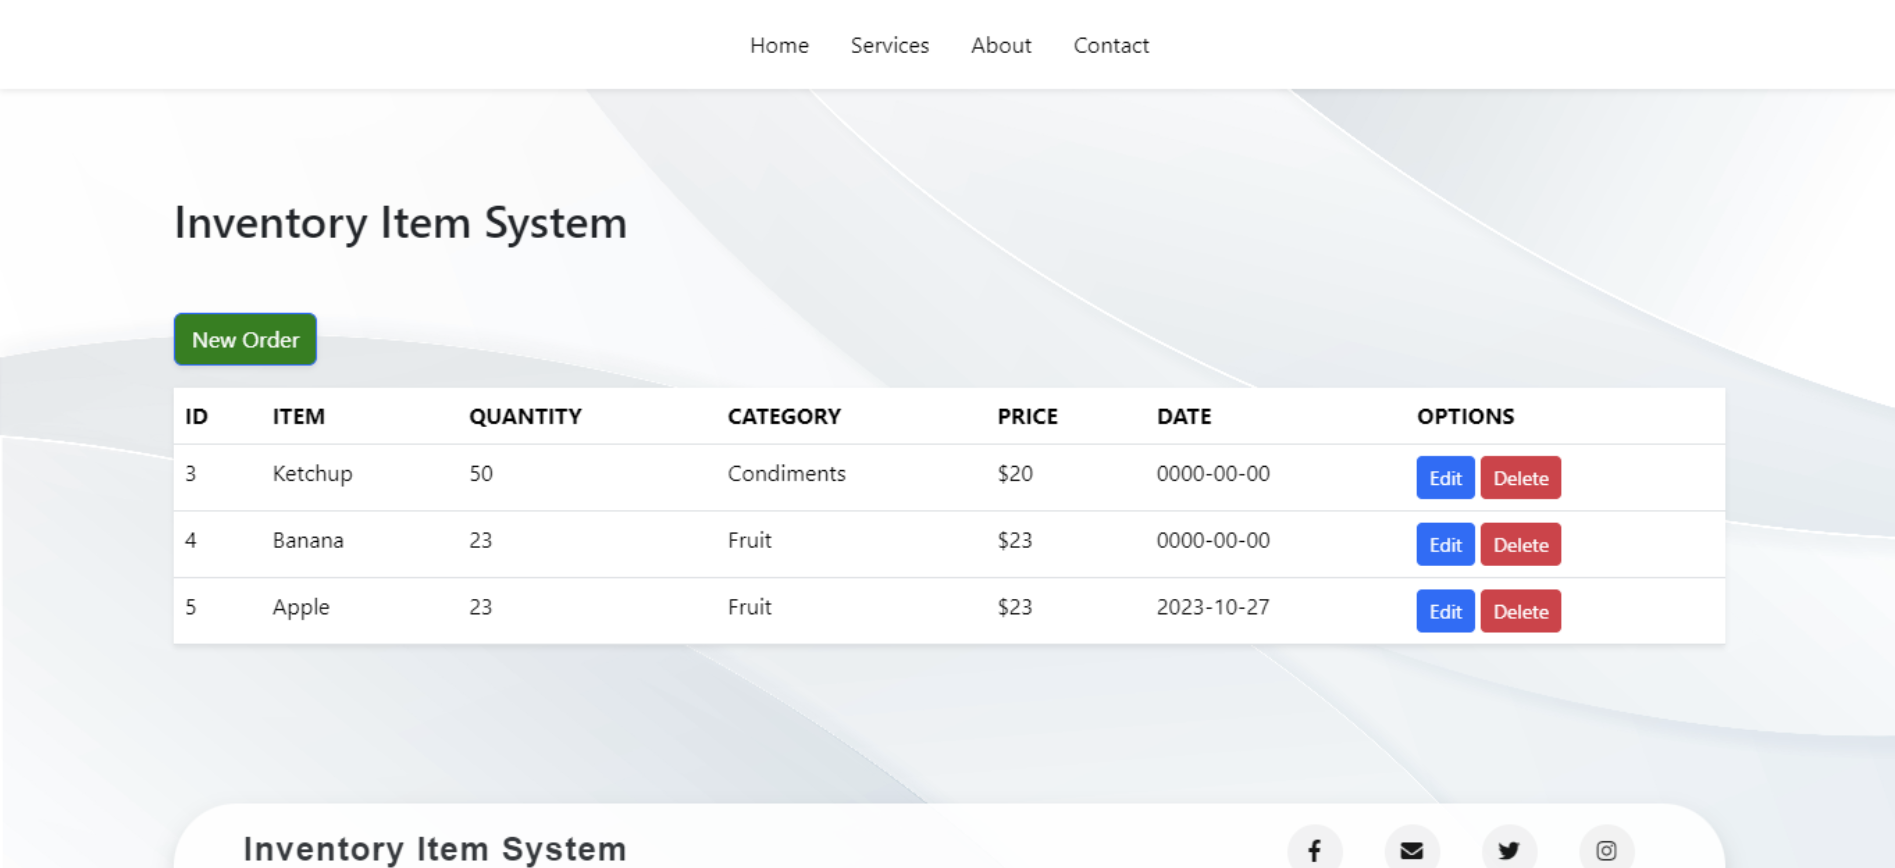 Home Services About Contact
Inventory Item System
New Order
ID ITEM QUANTITY CATEGORY PRICE DATE OPTIONS
3 Ketchup 50 Condiments $20 0000-00-00 Edit Delete
4 Banana 23 Fruit $23 0000-00-00 Edit Delete
5 Apple 23 Fruit $23 2023-10-27 Edit Delete
Inventory Item System